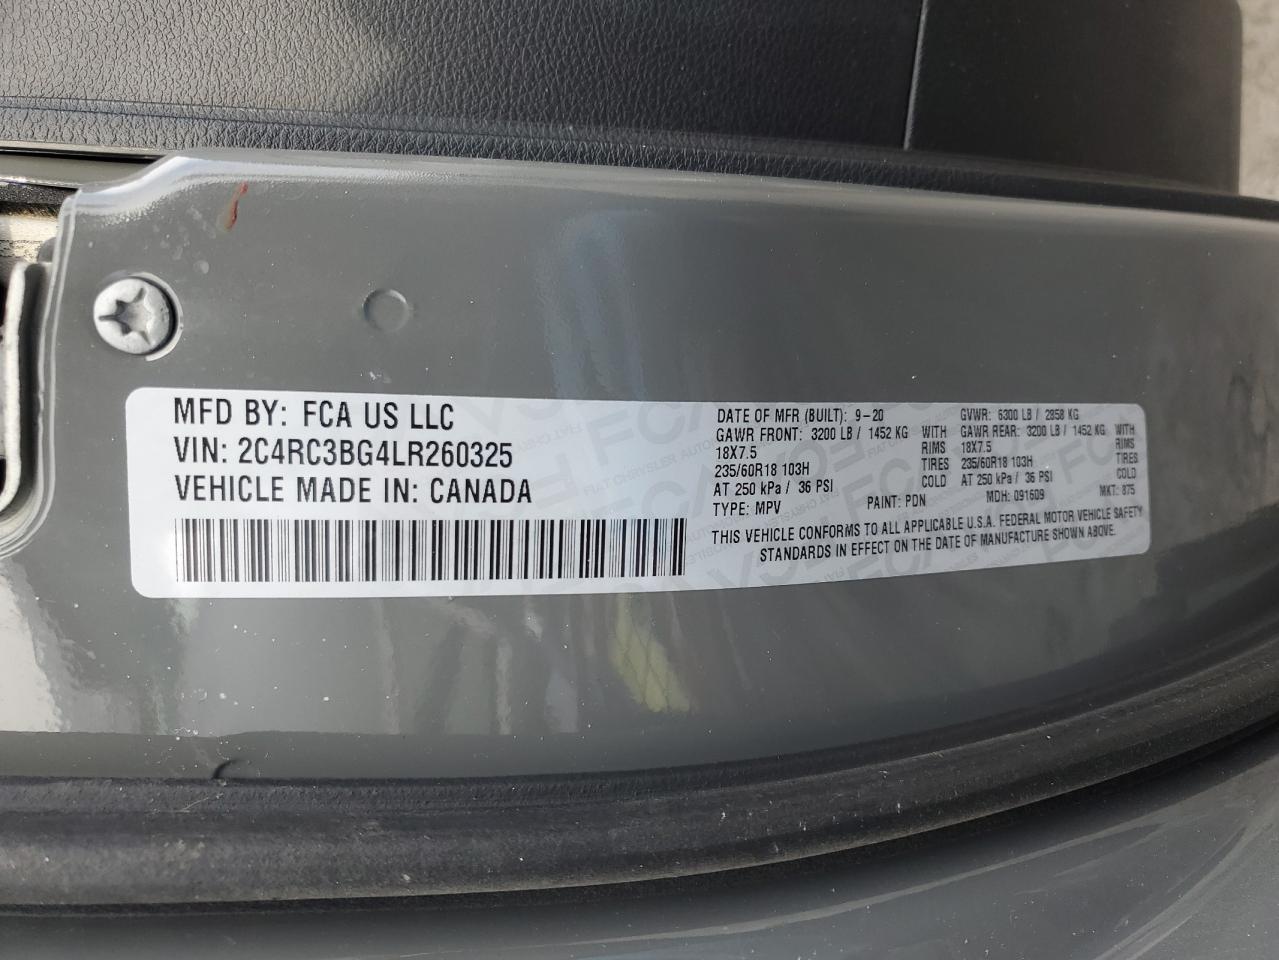 MFD BY: FCA US LLC
VIN: 2C4RC3BG4LR260325
VEHICLE MADE IN: CANADA
DATE OF MFR (BUILT): 9-20 GVWR: 6300 LB / 2858 KG
GAWR FRONT: 3200 LB / 1452 KG WITH GAWR REAR: 3200 LB / 1452 KG WITH
18X7.5 RIMS 18X7.5 RIMS
235/60R18 103H TIRES 235/60R18 103H TIRES
AT 250 kPa / 36 PSI COLD AT 250 kPa / 36 PSI COLD
TYPE: MPV PAINT: PDN MDH: 091609 MKT: 875
THIS VEHICLE CONFORMS TO ALL APPLICABLE U.S.A. FEDERAL MOTOR VEHICLE SAFETY
STANDARDS IN EFFECT ON THE DATE OF MANUFACTURE SHOWN ABOVE.